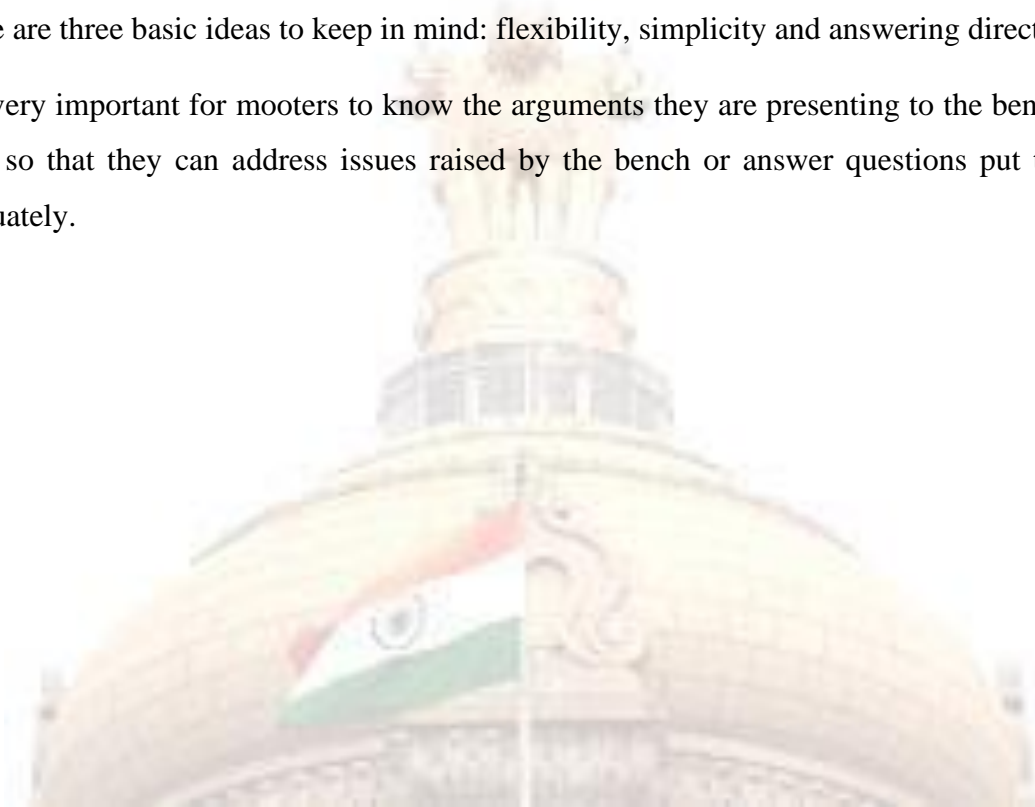 e are three basic ideas to keep in mind: flexibility, simplicity and answering direct
very important for mooters to know the arguments they are presenting to the ben
so that they can address issues raised by the bench or answer questions put
uately.